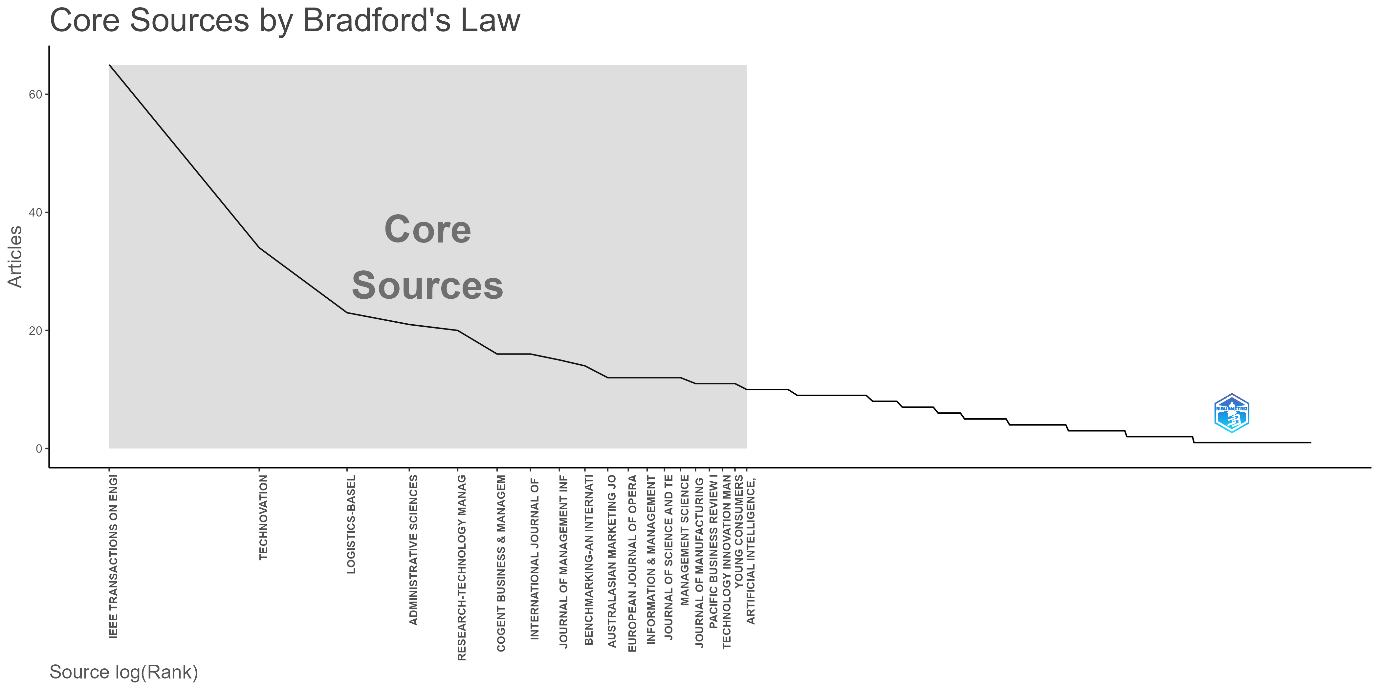 Core Sources by Bradford's Law
Articles
60
40
20
0
Core
Sources
IEEE TRANSACTIONS ON ENGI
TECHNOVATION
LOGISTICS-BASEL
ADMINISTRATIVE SCIENCES
RESEARCH-TECHNOLOGY MANAG
COGENT BUSINESS & MANAGEM
INTERNATIONAL JOURNAL OF
JOURNAL OF MANAGEMENT INF
BENCHMARKING-AN INTERNATI
AUSTRALASIAN MARKETING JO
EUROPEAN JOURNAL OF OPERA
INFORMATION & MANAGEMENT
JOURNAL OF SCIENCE AND TE
MANAGEMENT SCIENCE
JOURNAL OF MANUFACTURING
PACIFIC BUSINESS REVIEW I
TECHNOLOGY INNOVATION MAN
YOUNG CONSUMERS
ARTIFICIAL INTELLIGENCE,
Source log(Rank)